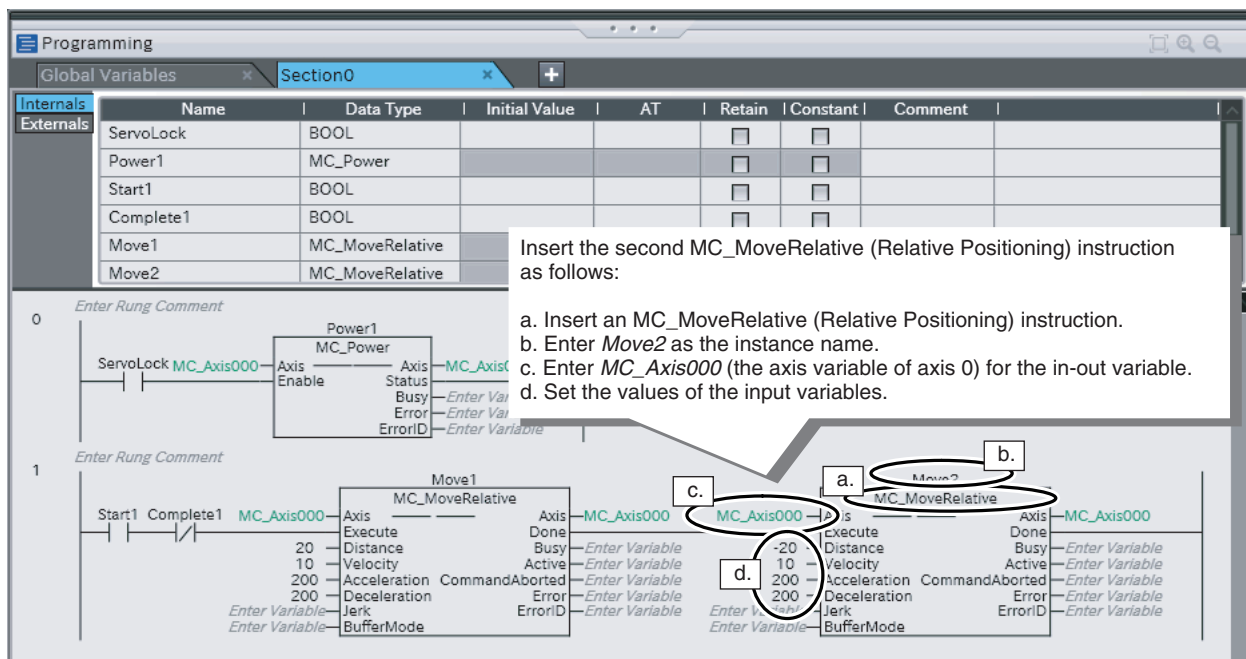 Programming
Global Variables
Section0
Internals
Externals
Name Data Type Initial Value AT Retain Constant Comment
ServoLock BOOL
Power1 MC_Power
Start1 BOOL
Complete1 BOOL
Move1 MC_MoveRelative
Move2 MC_MoveRelative
Insert the second MC_MoveRelative (Relative Positioning) instruction
as follows:
a. Insert an MC_MoveRelative (Relative Positioning) instruction.
b. Enter Move2 as the instance name.
c. Enter MC_Axis000 (the axis variable of axis 0) for the in-out variable.
d. Set the values of the input variables.
0 Enter Rung Comment
Power1
MC_Power
ServoLock MC_Axis000 Axis Axis
Enable Status
Busy
Error
ErrorID Enter Variable
1 Enter Rung Comment
b.
Move1 a. Move2
c. MC_MoveRelative MC_MoveRelative
Start1 Complete1 MC_Axis000 Axis Axis MC_Axis000 MC_Axis000 Axis Axis MC_Axis000
Execute Done Execute Done
20 Distance Busy Enter Variable -20 Distance Busy Enter Variable
10 Velocity Active Enter Variable d. 10 Velocity Active Enter Variable
200 Acceleration CommandAborted Enter Variable 200 Acceleration CommandAborted Enter Variable
200 Deceleration Error Enter Variable 200 Deceleration Error Enter Variable
Enter Variable Jerk ErrorID Enter Variable Enter Variable Jerk ErrorID Enter Variable
Enter Variable BufferMode Enter Variable BufferMode